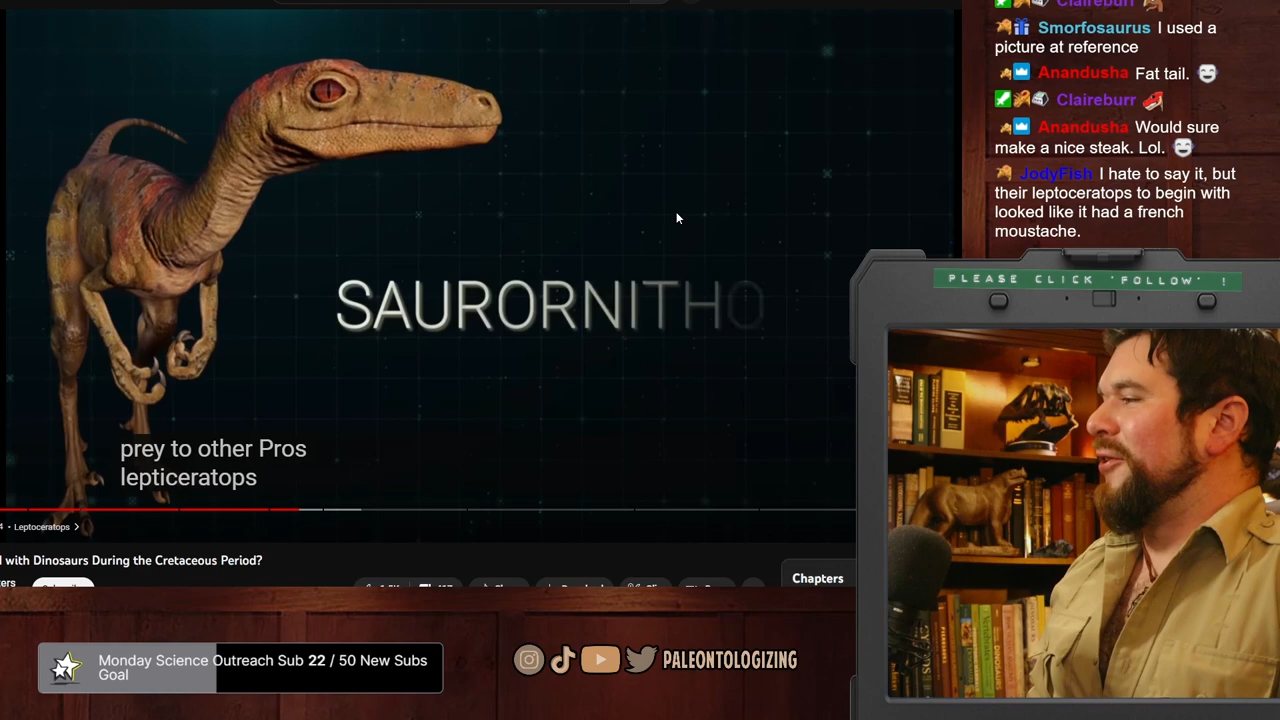 Claireburr
Smorfosaurus I used a
picture at reference
Anandusha Fat tail.
Claireburr
Anandusha Would sure
make a nice steak. Lol.
JodyFish I hate to say it, but
their leptoceratops to begin with
looked like it had a french
moustache.
PLEASE CLICK 'FOLLOW' !
SAURORNITHO
prey to other Pros
lepticeratops
4 • Leptoceratops
with Dinosaurs During the Cretaceous Period?
Chapters
Monday Science Outreach Sub 22 / 50 New Subs
Goal
PALEONTOLOGIZING